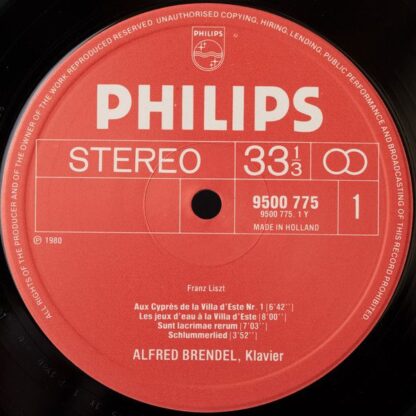 ALL RIGHTS OF THE PRODUCER AND OF THE OWNER OF THE WORK REPRODUCED RESERVED. UNAUTHORISED COPYING, HIRING, LENDING, PUBLIC PERFORMANCE AND BROADCASTING OF THIS RECORD PROHIBITED.
PHILIPS
PHILIPS
STEREO
33 1/3
9500 775
9500 775. 1 Y
MADE IN HOLLAND
1
℗ 1980
Franz Liszt
Aux Cyprès de la Villa d'Este Nr. 1 [6'42'']
Les jeux d'eau à la Villa d'Este [8'00'']
Sunt lacrimae rerum [7'03'']
Schlummerlied [3'52'']
ALFRED BRENDEL, Klavier